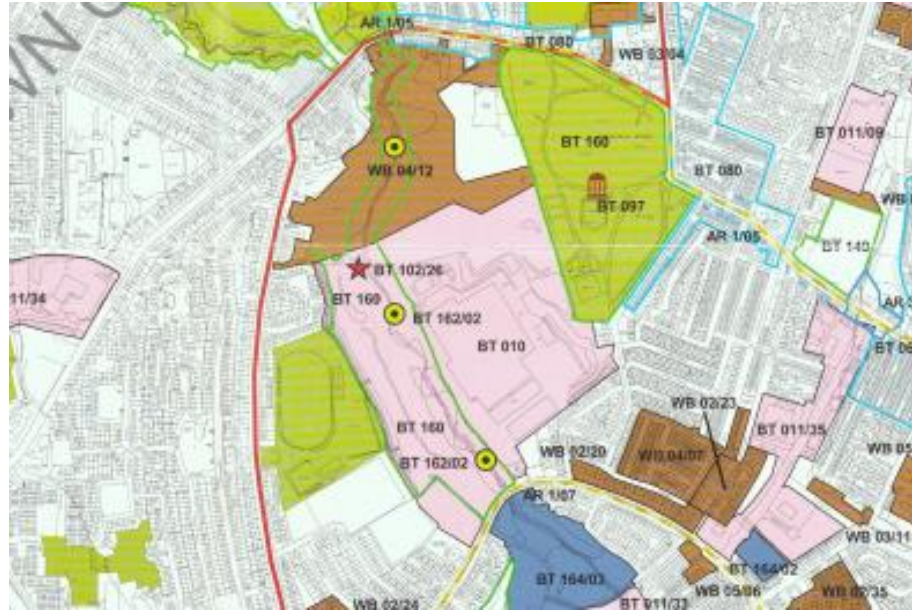 AR 1/05
BT 080
WB 03/04
BT 011/09
BT 160
WB 04/12
BT 080
BT 097
AR 1/05
BT 140
BT 102/26
11/34
BT 160
BT 162/02
BT 010
WB 02/23
BT 160
BT 011/35
WB 02/20
WB 04/07
BT 162/02
AR 1/07
WB 03/11
BT 164/02
BT 164/03
WB 05/06
WB 02/35
WB 02/24
BT 011/33